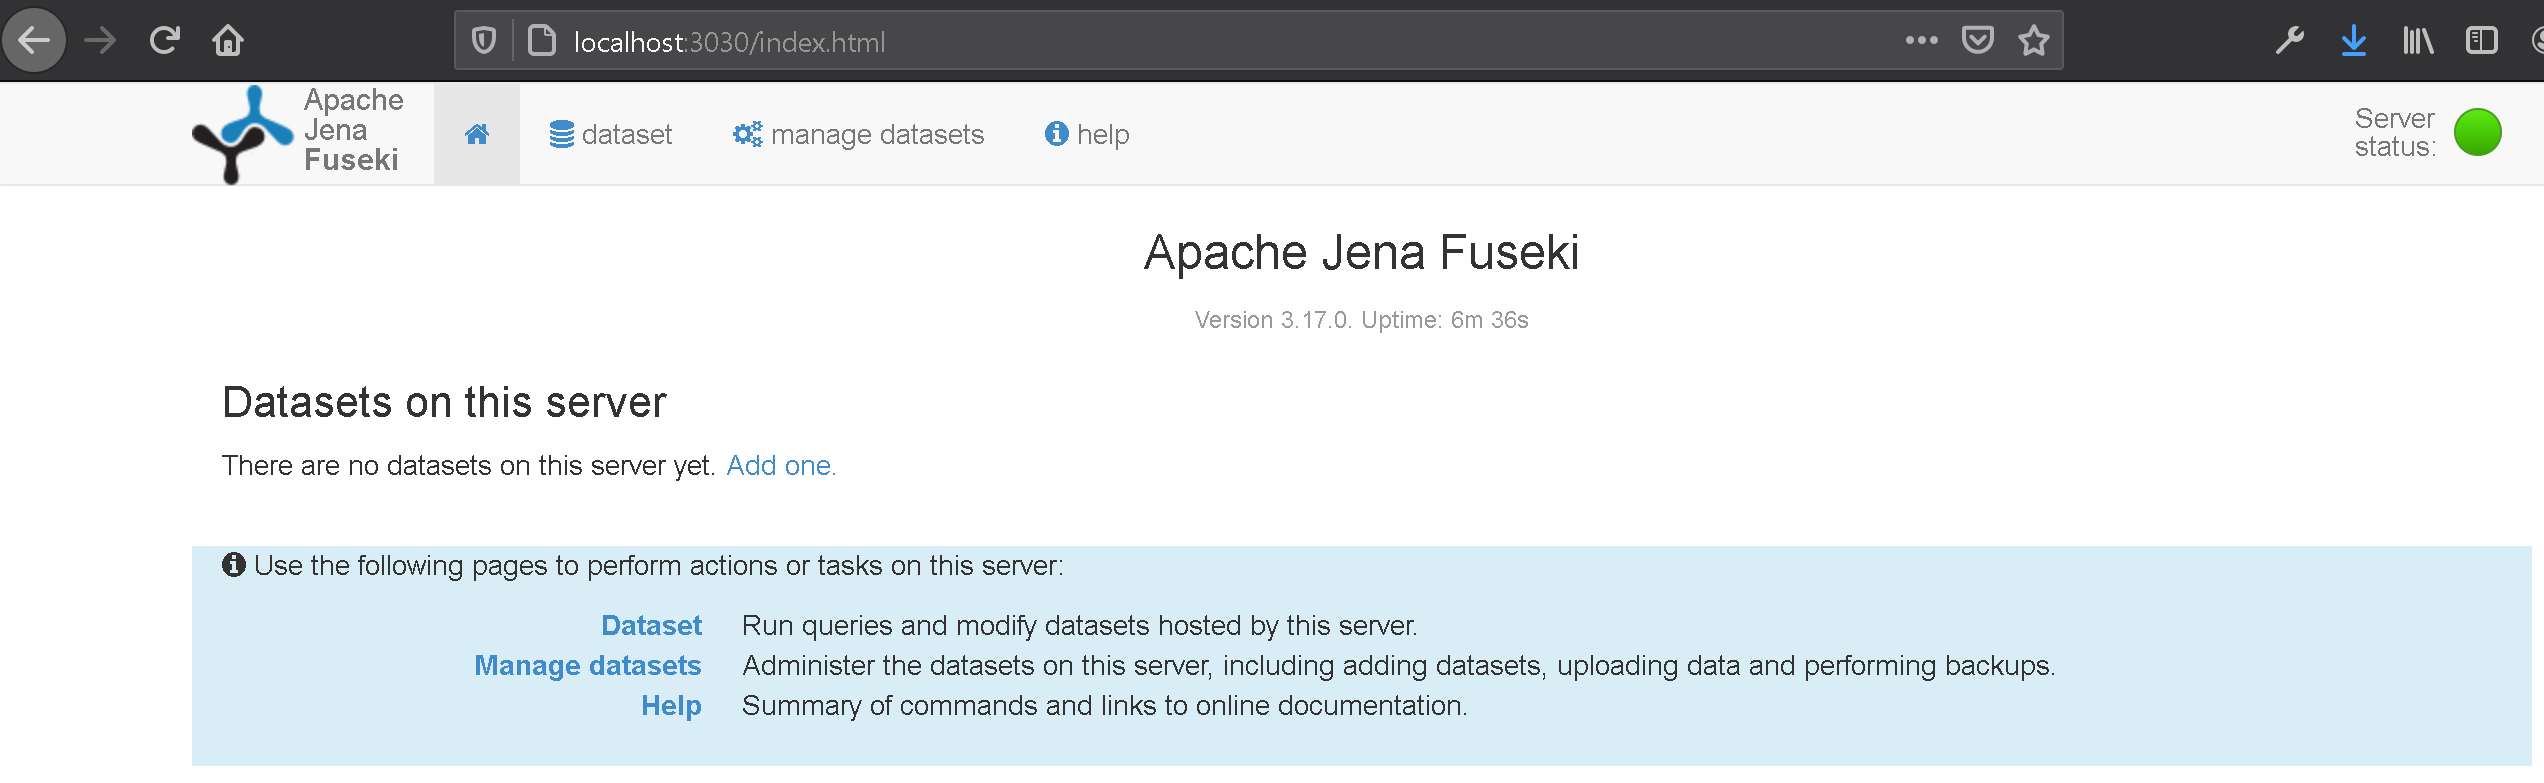 localhost:3030/index.html
Apache
Jena
Fuseki
dataset
manage datasets
help
Server
status:
Apache Jena Fuseki
Version 3.17.0. Uptime: 6m 36s
Datasets on this server
There are no datasets on this server yet. Add one.
Use the following pages to perform actions or tasks on this server:
Dataset Run queries and modify datasets hosted by this server.
Manage datasets Administer the datasets on this server, including adding datasets, uploading data and performing backups.
Help Summary of commands and links to online documentation.